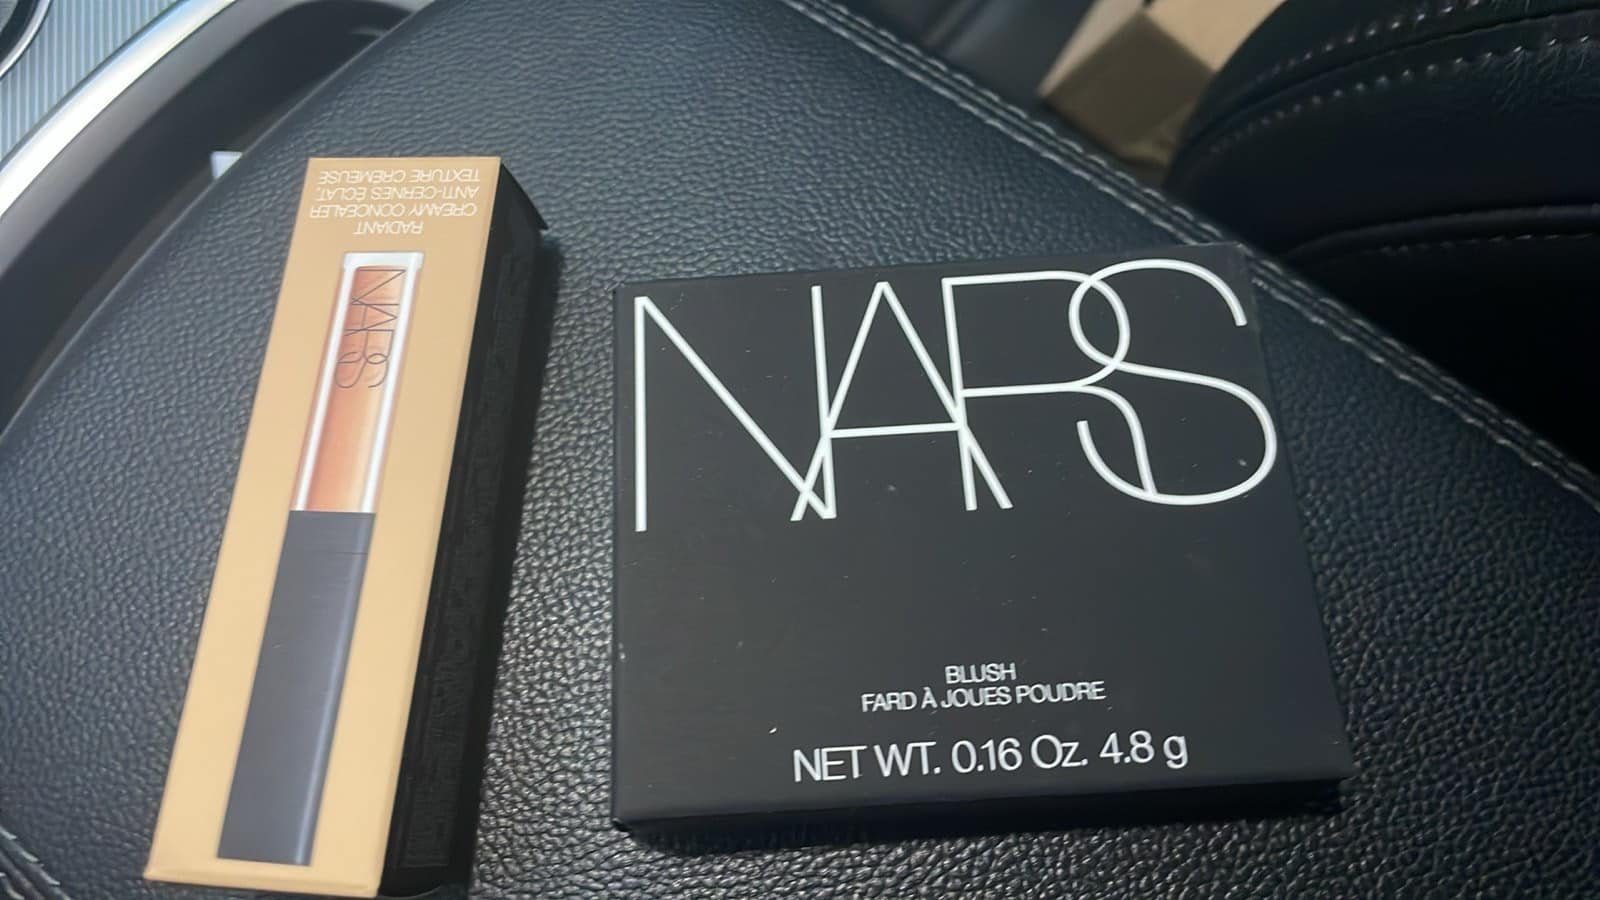 RADIANT
CREAMY CONCEALER
ANTI-CERNES ÉCLAT,
TEXTURE CRÉMEUSE
NARS
NARS
BLUSH
FARD À JOUES POUDRE
NET WT. 0.16 Oz. 4.8 g